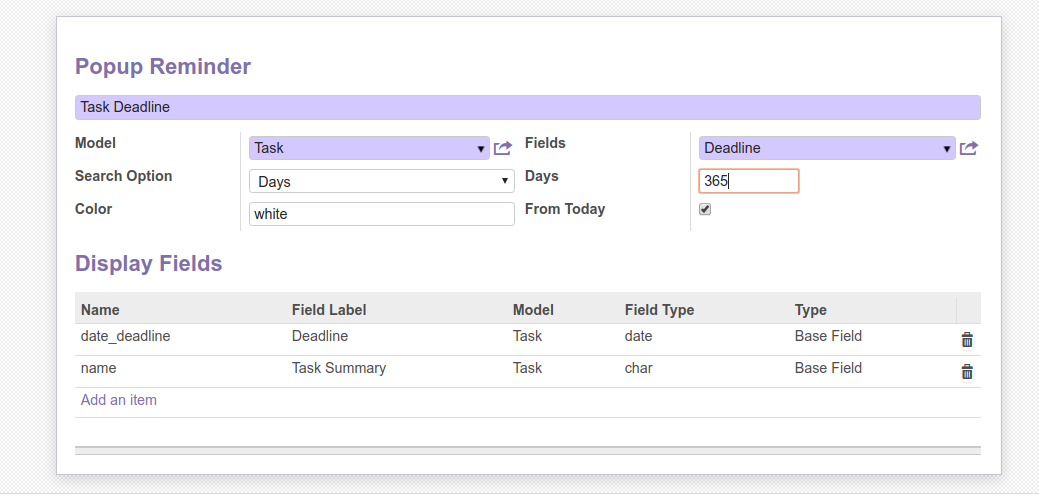 Popup Reminder
Task Deadline
Model Task Fields Deadline
Search Option Days Days 365
Color white From Today
Display Fields
Name Field Label Model Field Type Type
date_deadline Deadline Task date Base Field
name Task Summary Task char Base Field
Add an item